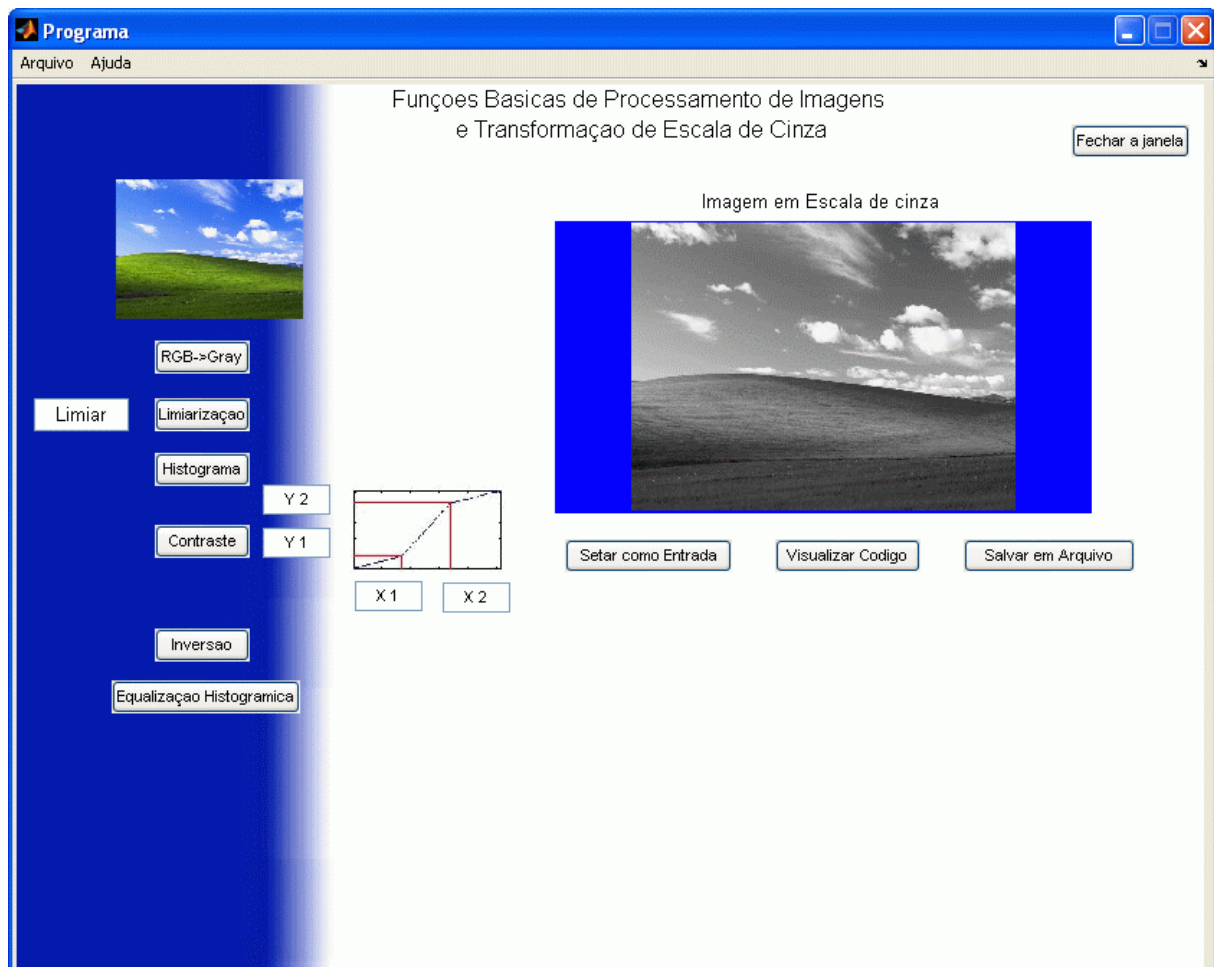 Programa
Arquivo Ajuda
Funçoes Basicas de Processamento de Imagens
e Transformaçao de Escala de Cinza
Fechar a janela
Imagem em Escala de cinza
RGB->Gray
Limiar
Limiarizaçao
Histograma
Y 2
Contraste
Y 1
Setar como Entrada
Visualizar Codigo
Salvar em Arquivo
X 1
X 2
Inversao
Equalizaçao Histogramica